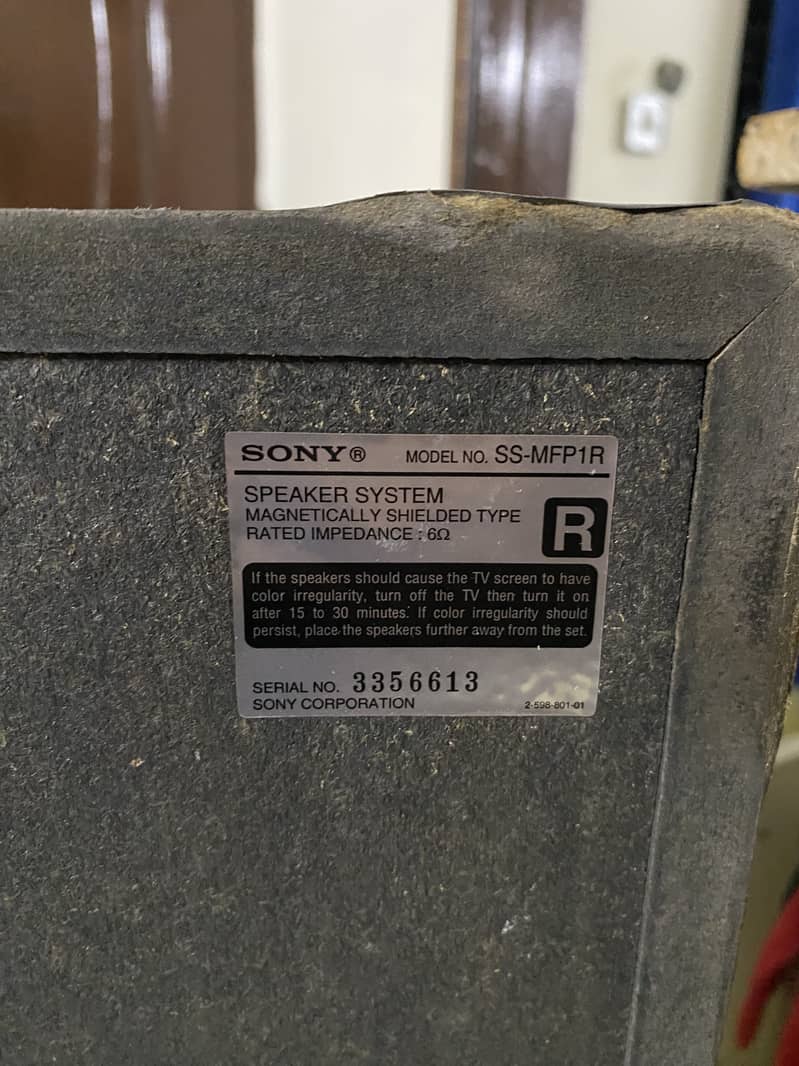 SONY® MODEL NO. SS-MFP1R
SPEAKER SYSTEM
MAGNETICALLY SHIELDED TYPE
RATED IMPEDANCE : 6Ω
R
If the speakers should cause the TV screen to have
color irregularity, turn off the TV then turn it on
after 15 to 30 minutes. If color irregularity should
persist, place the speakers further away from the set.
SERIAL NO. 3356613
SONY CORPORATION 2-598-801-01